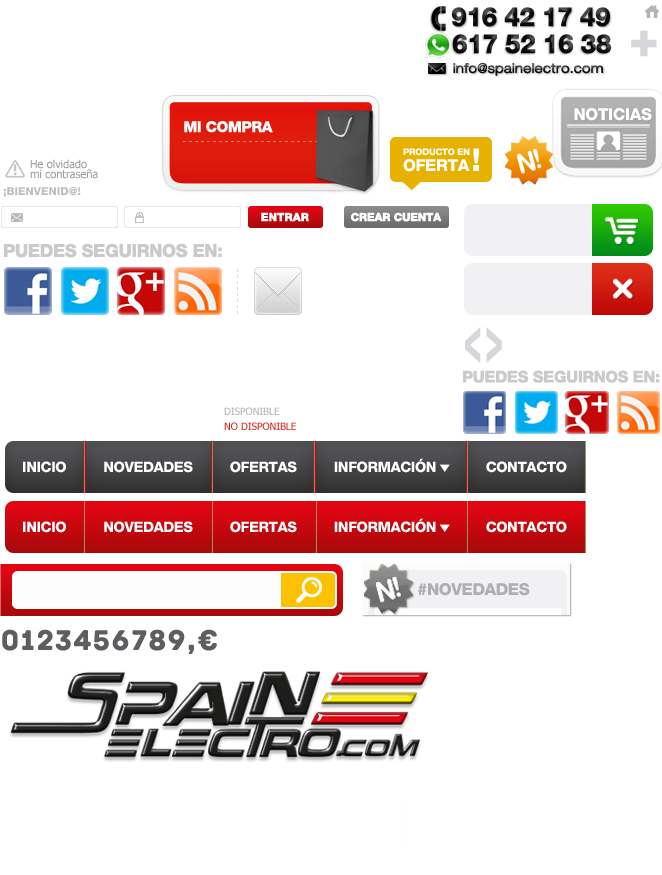 916 42 17 49
617 52 16 38
info@spainelectro.com
MI COMPRA
NOTICIAS
PRODUCTO EN
OFERTA!
N!
He olvidado
mi contraseña
¡BIENVENID@!
ENTRAR
CREAR CUENTA
PUEDES SEGUIRNOS EN:
f
g+
PUEDES SEGUIRNOS EN:
f
g+
DISPONIBLE
NO DISPONIBLE
INICIO NOVEDADES OFERTAS INFORMACIÓN CONTACTO
INICIO NOVEDADES OFERTAS INFORMACIÓN CONTACTO
N! #NOVEDADES
0123456789,€
SPAIN
ELECTRO.COM